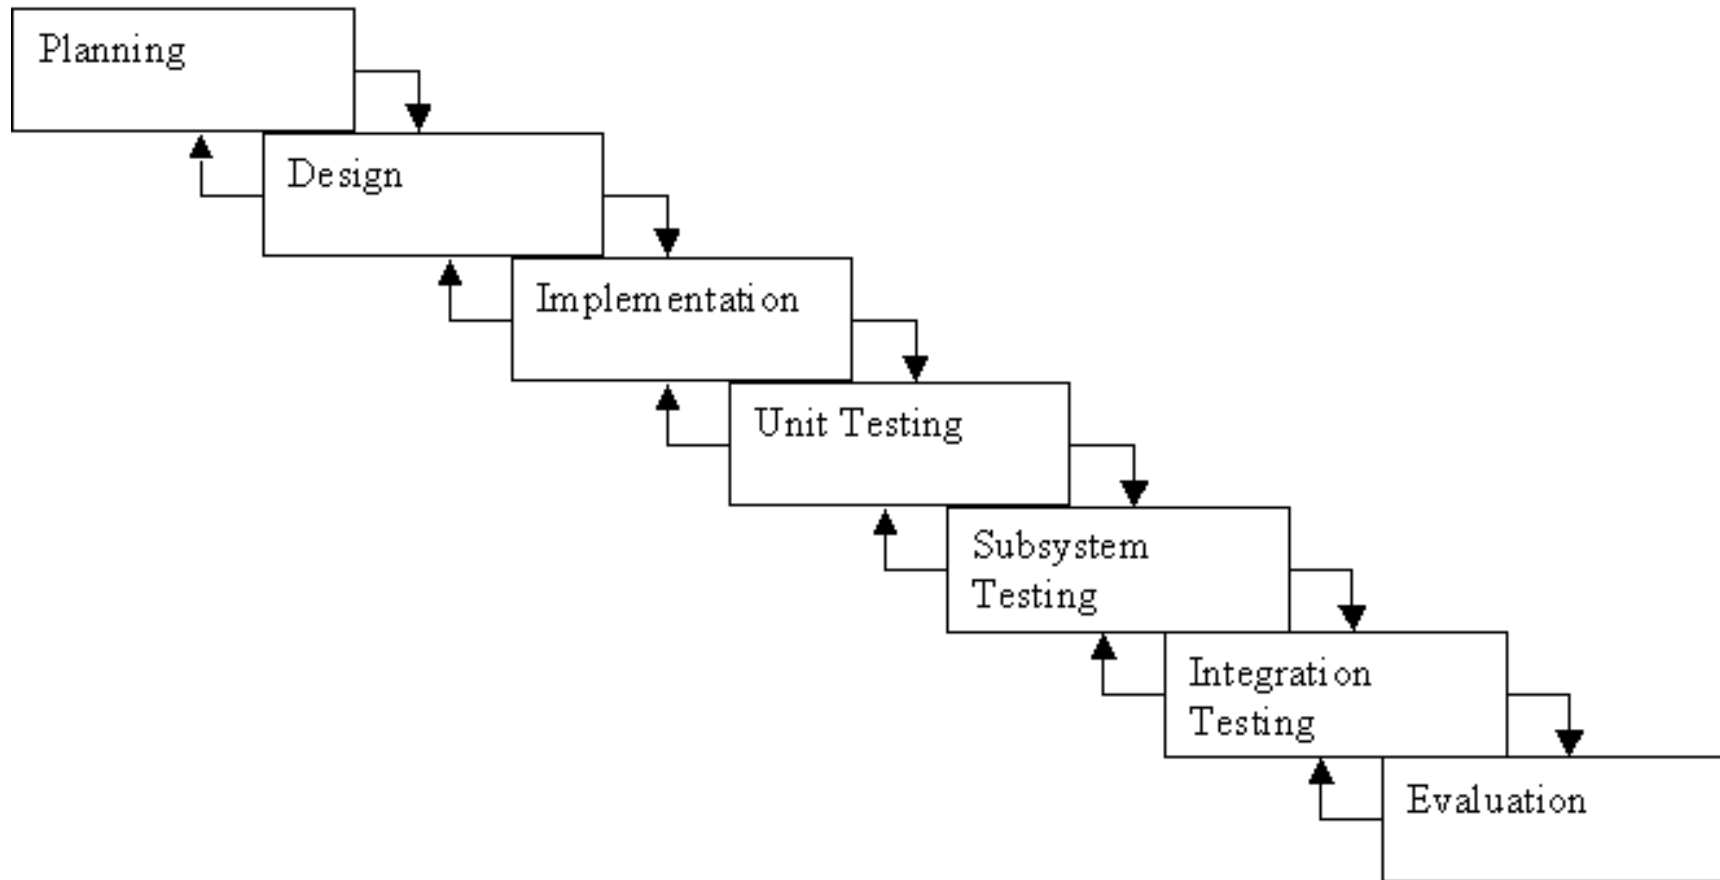 Planning
Design
Implementation
Unit Testing
Subsystem
Testing
Integration
Testing
Evaluation